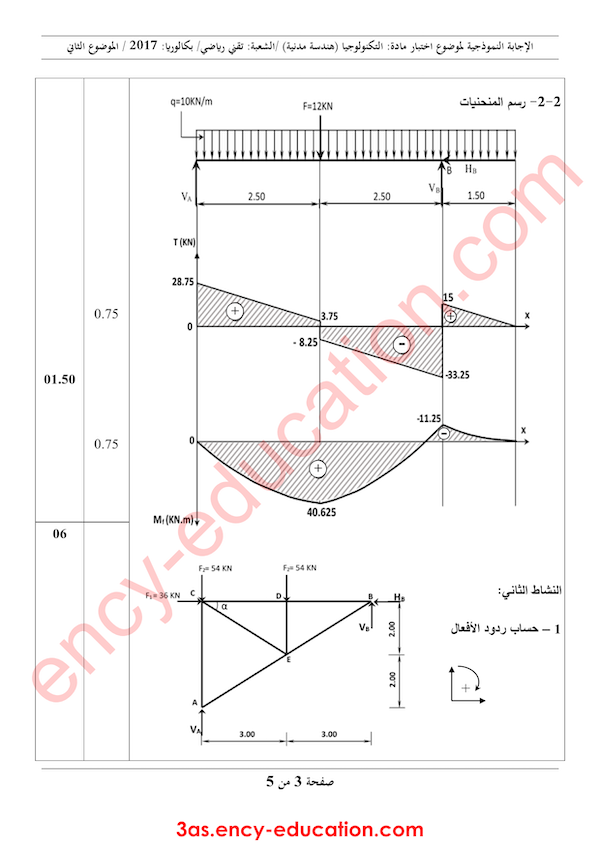 الإجابة النموذجية لموضوع اختبار مادة: التكنولوجيا (هندسة مدنية) /الشعبة: تقني رياضي/ بكالوريا: 2017 / الموضوع الثاني
2-2- رسم المنحنيات
q=10KN/m
F=12KN
B
H_B
V_A
V_B
2.50
2.50
1.50
T (KN)
28.75
15
0.75
3.75
x
0
- 8.25
-33.25
01.50
-11.25
x
0.75
0
40.625
M_f (KN.m)
06
النشاط الثاني:
F₂= 54 KN
F₂= 54 KN
F₁= 36 KN
C
D
B
H_B
α
1 – حساب ردود الأفعال
V_B
2.00
E
2.00
A
V_A
3.00
3.00
صفحة 3 من 5
ency-education.com
3as.ency-education.com